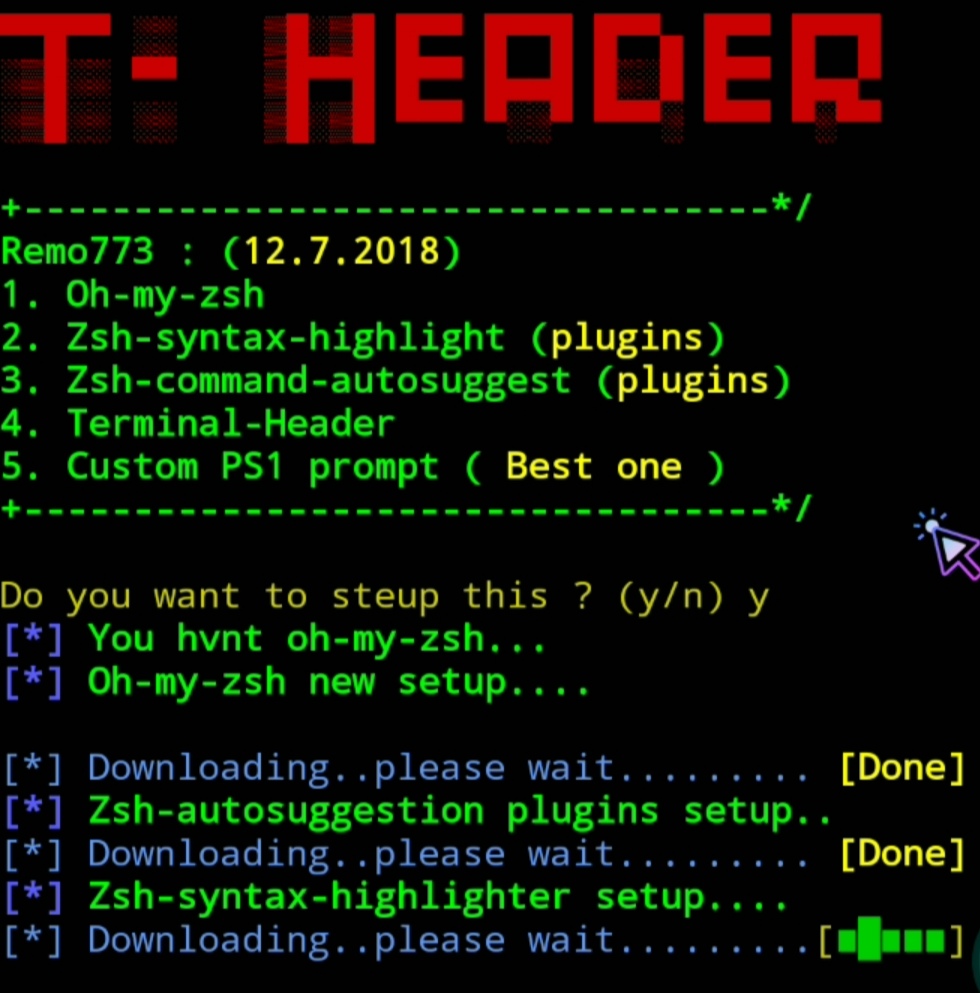 T- HEADER
+----------------------------------*/
Remo773 : (12.7.2018)
1. Oh-my-zsh
2. Zsh-syntax-highlight (plugins)
3. Zsh-command-autosuggest (plugins)
4. Terminal-Header
5. Custom PS1 prompt ( Best one )
+----------------------------------*/
Do you want to steup this ? (y/n) y
[*] You hvnt oh-my-zsh...
[*] Oh-my-zsh new setup....
[*] Downloading..please wait......... [Done]
[*] Zsh-autosuggestion plugins setup..
[*] Downloading..please wait......... [Done]
[*] Zsh-syntax-highlighter setup....
[*] Downloading..please wait.........[■■■■■]